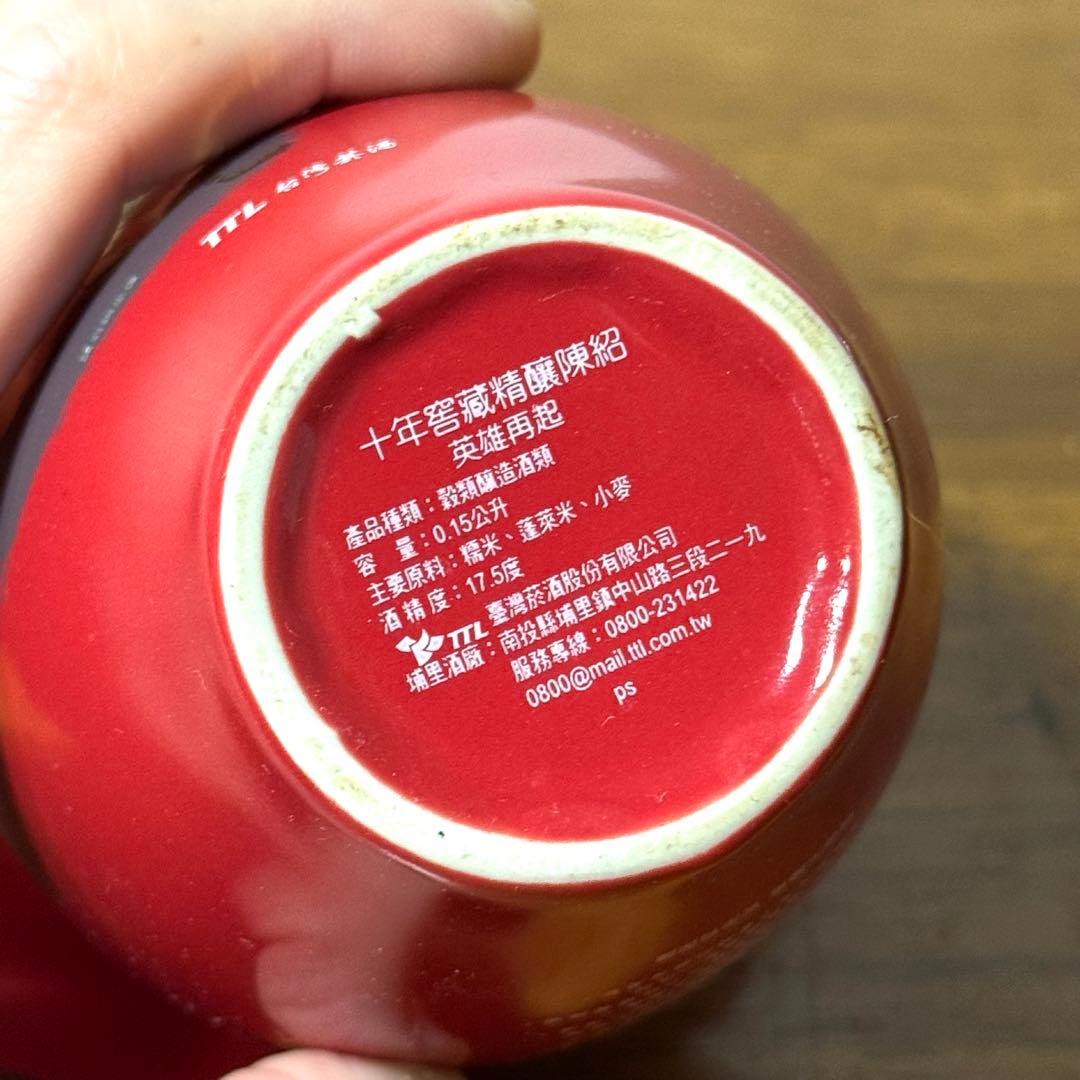 TTL 台灣菸酒
十年窖藏精釀陳紹
英雄再起
產品種類：穀類釀造酒類
容　量：0.15公升
主要原料：糯米、蓬萊米、小麥
酒精度：17.5度
TTL 臺灣菸酒股份有限公司
埔里酒廠：南投縣埔里鎮中山路三段二一九
服務專線：0800-231422
0800@mail.ttl.com.tw
ps